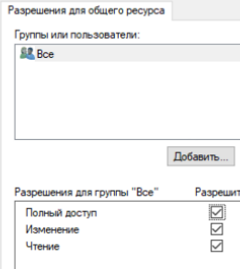 Разрешения для общего ресурса
Группы или пользователи:
Все
Добавить...
Разрешения для группы "Все" Разрешит
Полный доступ
Изменение
Чтение